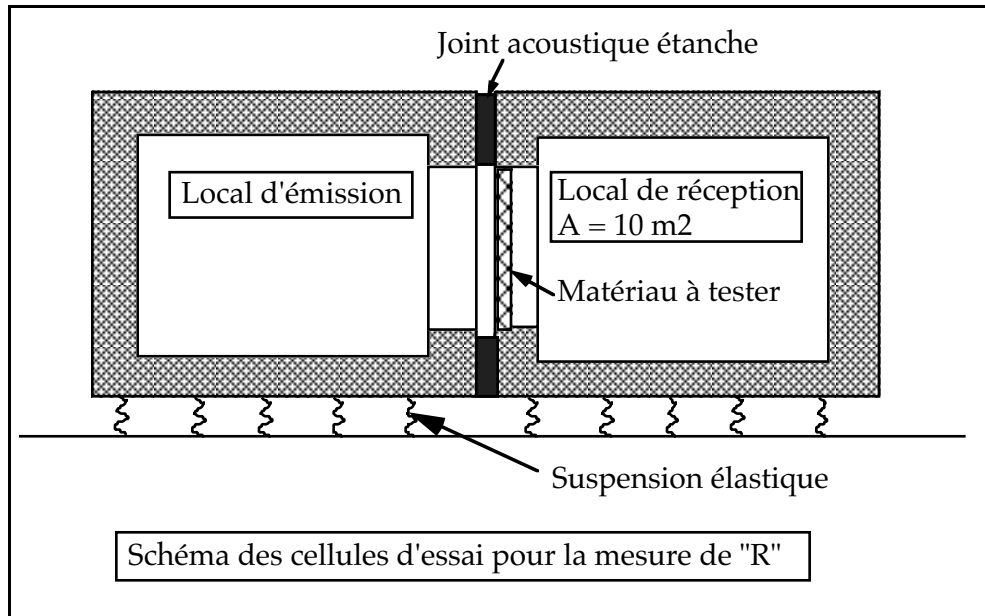 Joint acoustique étanche
Local d'émission
Local de réception
A = 10 m2
Matériau à tester
Suspension élastique
Schéma des cellules d'essai pour la mesure de "R"